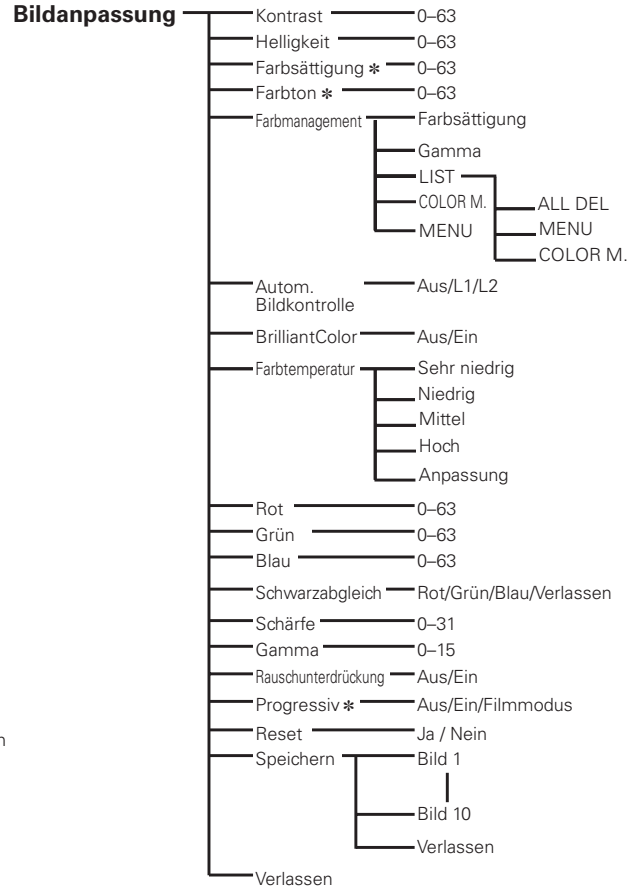 Bildanpassung
Kontrast 0–63
Helligkeit 0–63
Farbsättigung * 0–63
Farbton * 0–63
Farbmanagement Farbsättigung
Gamma
LIST
COLOR M. ALL DEL
MENU MENU
COLOR M.
Autom. Aus/L1/L2
Bildkontrolle
BrilliantColor Aus/Ein
Farbtemperatur Sehr niedrig
Niedrig
Mittel
Hoch
Anpassung
Rot 0–63
Grün 0–63
Blau 0–63
Schwarzabgleich Rot/Grün/Blau/Verlassen
Schärfe 0–31
Gamma 0–15
Rauschunterdrückung Aus/Ein
Progressiv * Aus/Ein/Filmmodus
Reset Ja / Nein
n
Speichern Bild 1
Bild 10
Verlassen
Verlassen